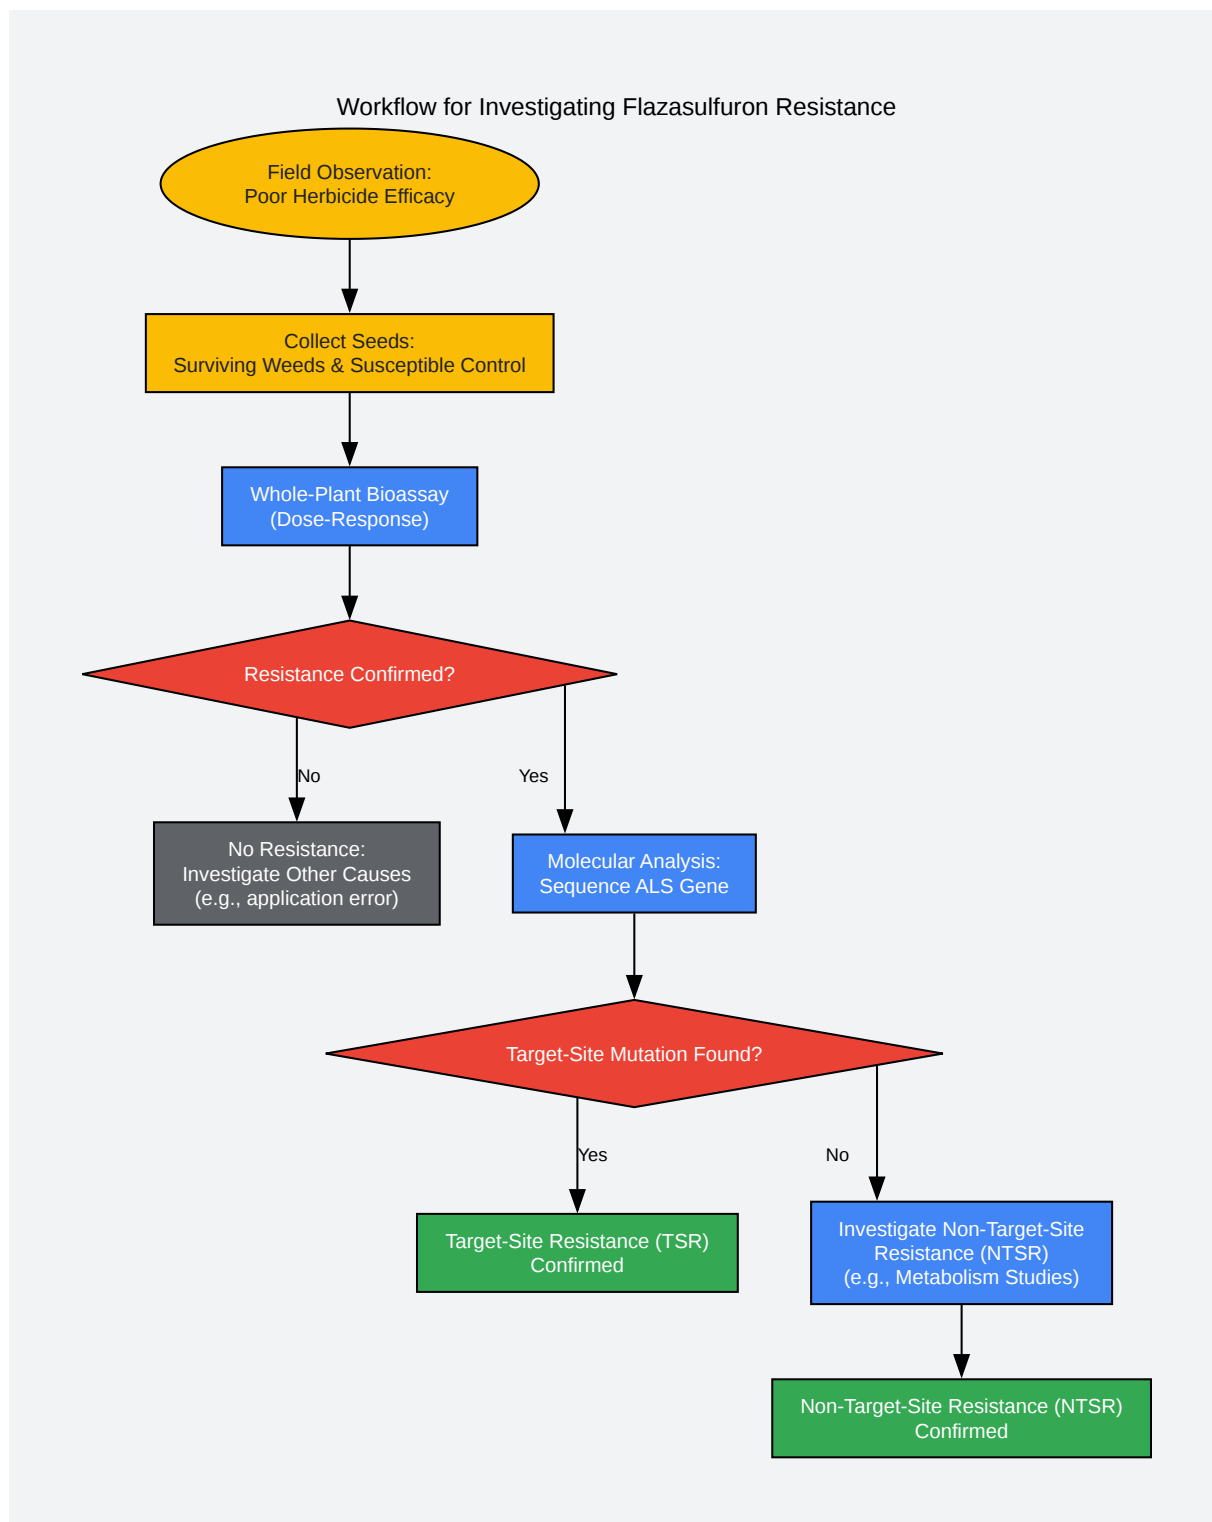 Workflow for Investigating Flazasulfuron Resistance
Field Observation:
Poor Herbicide Efficacy
Collect Seeds:
Surviving Weeds & Susceptible Control
Whole-Plant Bioassay
(Dose-Response)
Resistance Confirmed?
No
Yes
No Resistance:
Investigate Other Causes
(e.g., application error)
Molecular Analysis:
Sequence ALS Gene
Target-Site Mutation Found?
Yes
No
Target-Site Resistance (TSR)
Confirmed
Investigate Non-Target-Site
Resistance (NTSR)
(e.g., Metabolism Studies)
Non-Target-Site Resistance (NTSR)
Confirmed